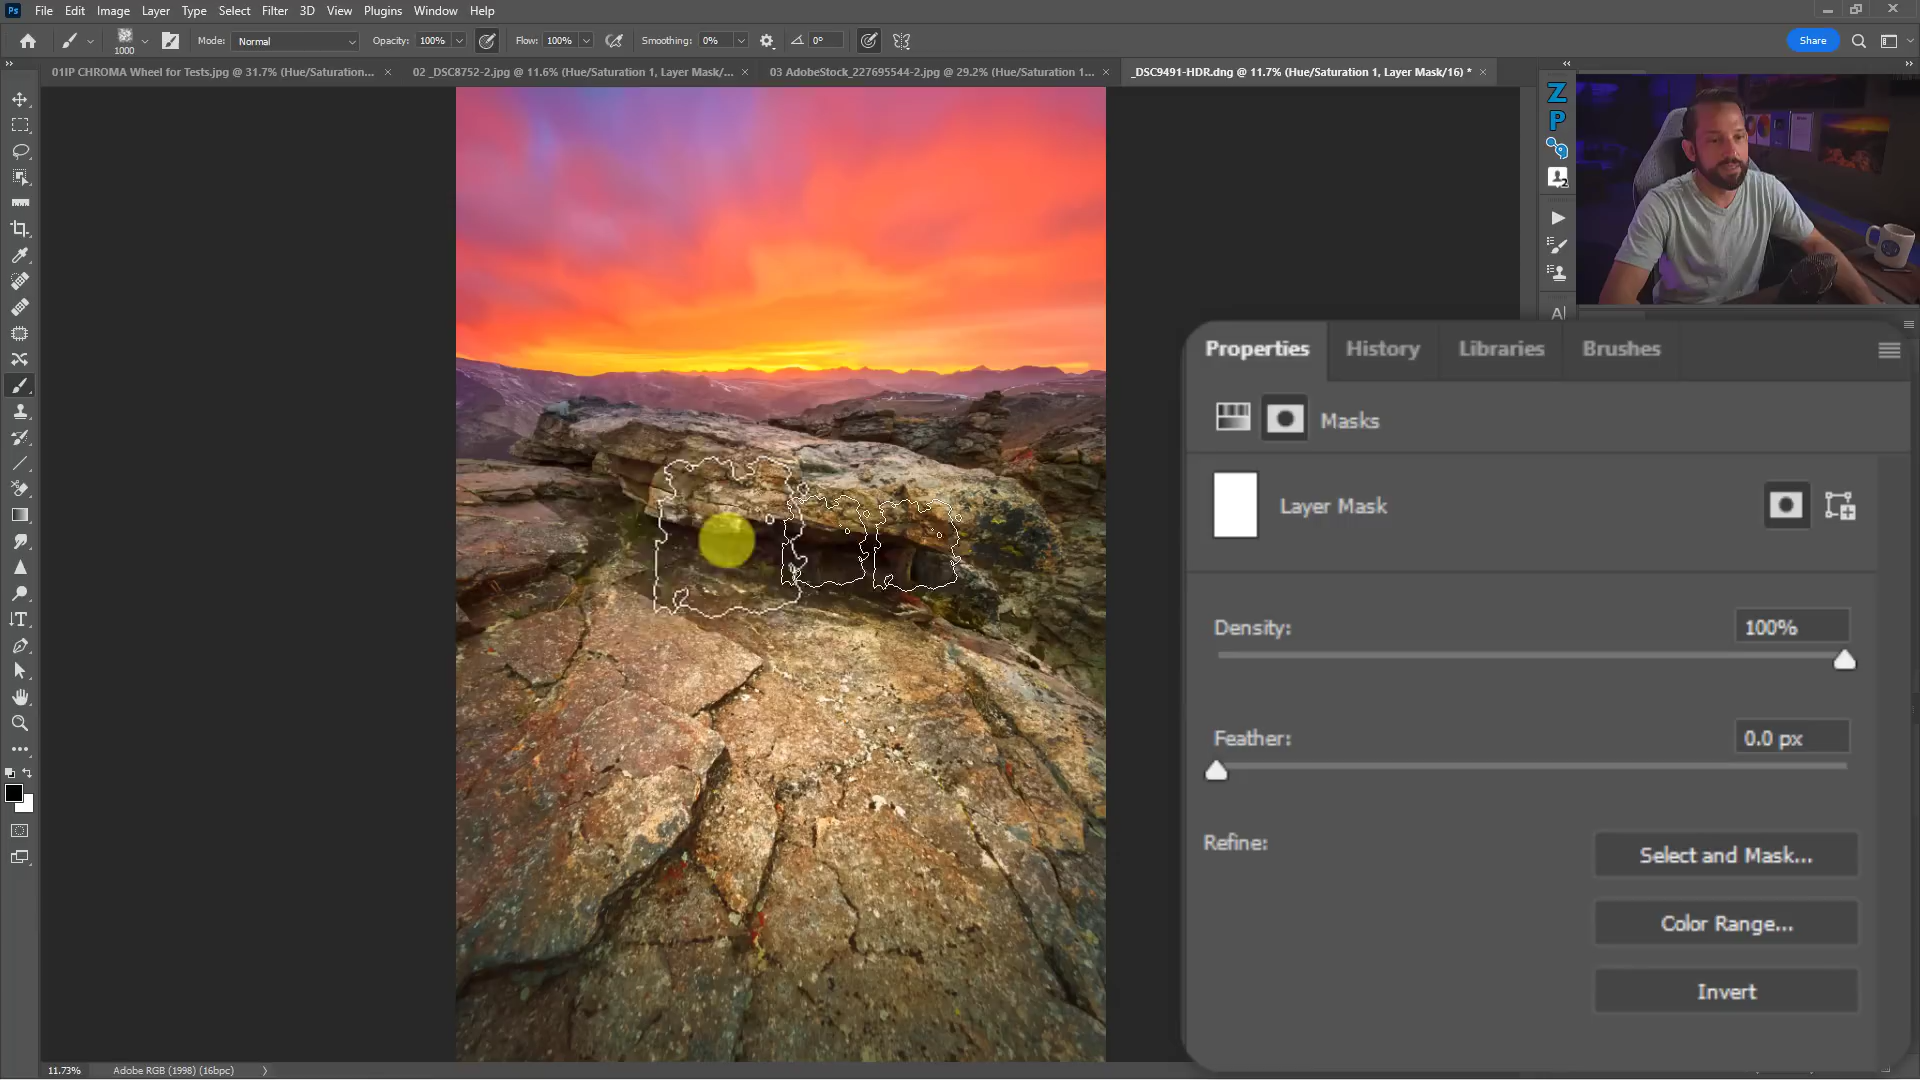 Ps File Edit Image Layer Type Select Filter 3D View Plugins Window Help
1000 Mode: Normal Opacity: 100% Flow: 100% Smoothing: 0% 0° Share
01IP CHROMA Wheel for Tests.jpg @ 31.7% (Hue/Saturation... × 02 _DSC8752-2.jpg @ 11.6% (Hue/Saturation 1, Layer Mask/... × 03 AdobeStock_227695544-2.jpg @ 29.2% (Hue/Saturation 1... × _DSC9491-HDR.dng @ 11.7% (Hue/Saturation 1, Layer Mask/16) * ×
Z
P
A
Properties History Libraries Brushes
Masks
Layer Mask
Density: 100%
Feather: 0.0 px
Refine:
Select and Mask...
Color Range...
Invert
11.73% Adobe RGB (1998) (16bpc)